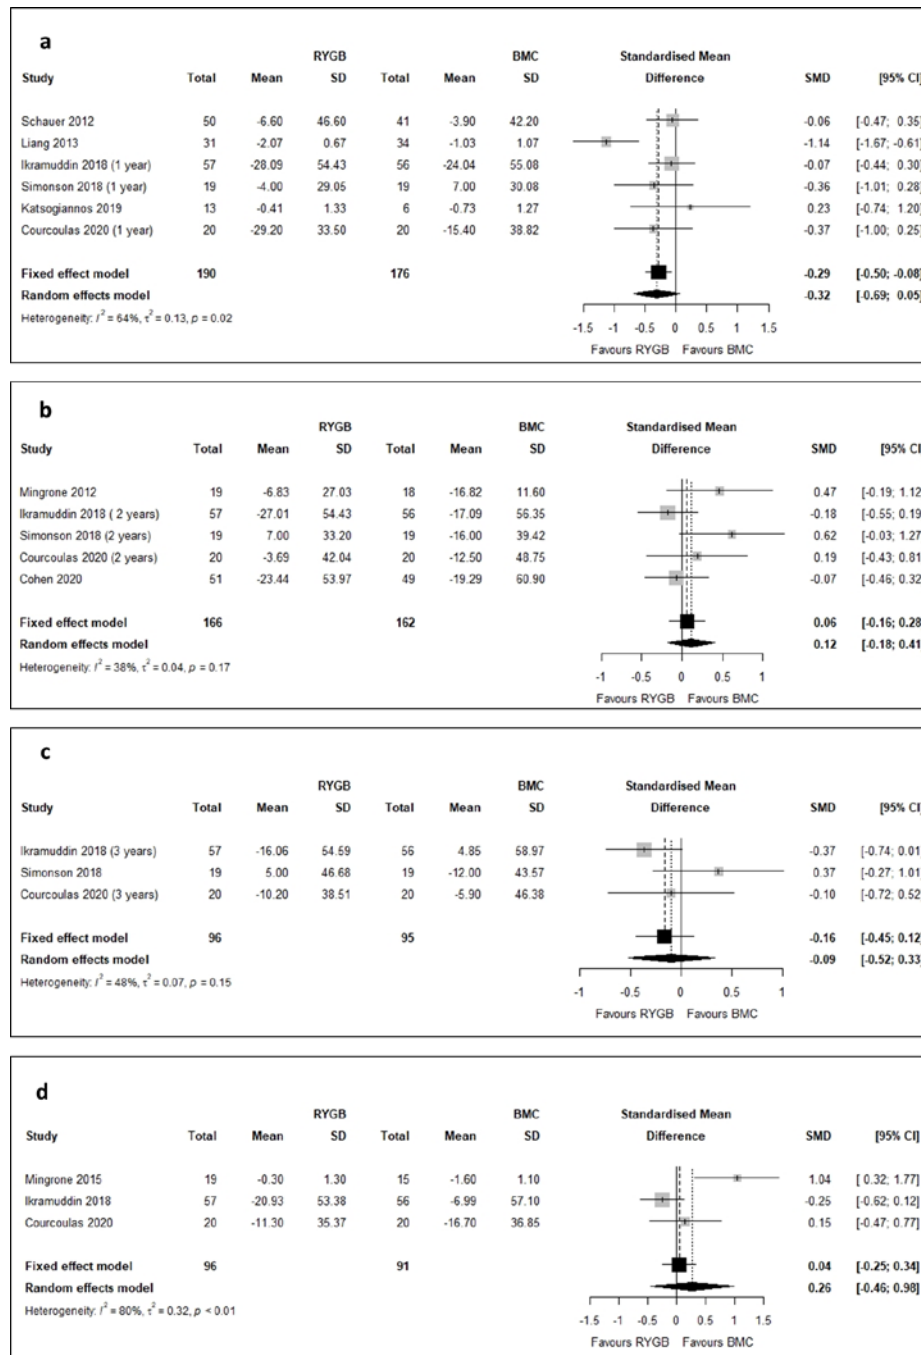 a
RYGB BMC Standardised Mean
Study Total Mean SD Total Mean SD Difference SMD [95% CI]
Schauer 2012 50 -6.60 46.60 41 -3.90 42.20 -0.06 [-0.47; 0.35]
Liang 2013 31 -2.07 0.67 34 -1.03 1.07 -1.14 [-1.67; -0.61]
Ikramuddin 2018 (1 year) 57 -28.09 54.43 56 -24.04 55.08 -0.07 [-0.44; 0.30]
Simonson 2018 (1 year) 19 -4.00 29.05 19 7.00 30.08 -0.36 [-1.01; 0.28]
Katsogiannos 2019 13 -0.41 1.33 6 -0.73 1.27 0.23 [-0.74; 1.20]
Courcoulas 2020 (1 year) 20 -29.20 33.50 20 -15.40 38.82 -0.37 [-1.00; 0.25]
Fixed effect model 190 176 -0.29 [-0.50; -0.08]
Random effects model -0.32 [-0.69; 0.05]
Heterogeneity: I² = 64%, τ² = 0.13, p = 0.02
-1.5 -1 -0.5 0 0.5 1 1.5
Favours RYGB Favours BMC
b
RYGB BMC Standardised Mean
Study Total Mean SD Total Mean SD Difference SMD [95% CI]
Mingrone 2012 19 -6.83 27.03 18 -16.82 11.60 0.47 [-0.19; 1.12]
Ikramuddin 2018 ( 2 years) 57 -27.01 54.43 56 -17.09 56.35 -0.18 [-0.55; 0.19]
Simonson 2018 (2 years) 19 7.00 33.20 19 -16.00 39.42 0.62 [-0.03; 1.27]
Courcoulas 2020 (2 years) 20 -3.69 42.04 20 -12.50 48.75 0.19 [-0.43; 0.81]
Cohen 2020 51 -23.44 53.97 49 -19.29 60.90 -0.07 [-0.46; 0.32]
Fixed effect model 166 162 0.06 [-0.16; 0.28]
Random effects model 0.12 [-0.18; 0.41]
Heterogeneity: I² = 38%, τ² = 0.04, p = 0.17
-1 -0.5 0 0.5 1
Favours RYGB Favours BMC
c
RYGB BMC Standardised Mean
Study Total Mean SD Total Mean SD Difference SMD [95% CI]
Ikramuddin 2018 (3 years) 57 -16.06 54.59 56 4.85 58.97 -0.37 [-0.74; 0.01]
Simonson 2018 19 5.00 46.68 19 -12.00 43.57 0.37 [-0.27; 1.01]
Courcoulas 2020 (3 years) 20 -10.20 38.51 20 -5.90 46.38 -0.10 [-0.72; 0.52]
Fixed effect model 96 95 -0.16 [-0.45; 0.12]
Random effects model -0.09 [-0.52; 0.33]
Heterogeneity: I² = 48%, τ² = 0.07, p = 0.15
-1 -0.5 0 0.5 1
Favours RYGB Favours BMC
d
RYGB BMC Standardised Mean
Study Total Mean SD Total Mean SD Difference SMD [95% CI]
Mingrone 2015 19 -0.30 1.30 15 -1.60 1.10 1.04 [ 0.32; 1.77]
Ikramuddin 2018 57 -20.93 53.38 56 -6.99 57.10 -0.25 [-0.62; 0.12]
Courcoulas 2020 20 -11.30 35.37 20 -16.70 36.85 0.15 [-0.47; 0.77]
Fixed effect model 96 91 0.04 [-0.25; 0.34]
Random effects model 0.26 [-0.46; 0.98]
Heterogeneity: I² = 80%, τ² = 0.32, p < 0.01
-1.5 -1 -0.5 0 0.5 1 1.5
Favours RYGB Favours BMC